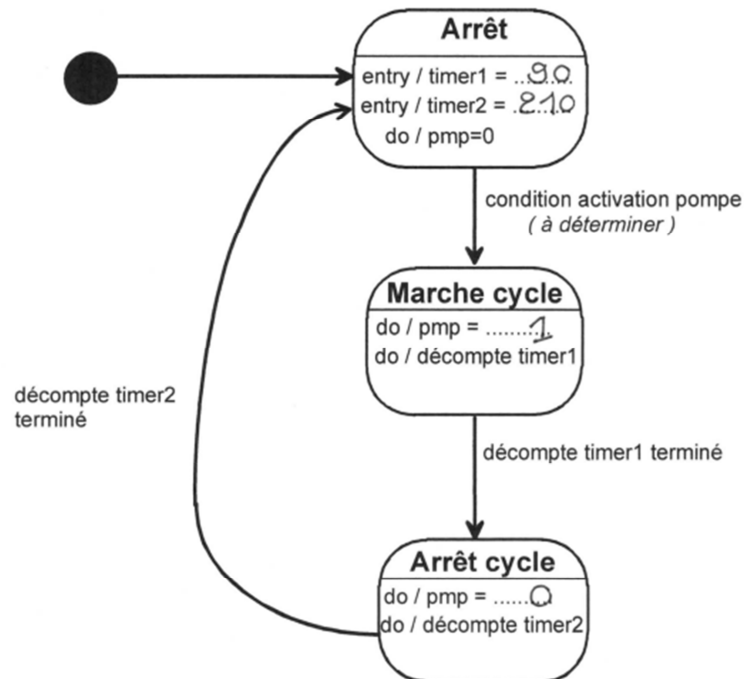 Arrêt
entry / timer1 = ...90...
entry / timer2 = .210
do / pmp=0
condition activation pompe
( à déterminer )
Marche cycle
do / pmp = .........1..
do / décompte timer1
décompte timer2
terminé
décompte timer1 terminé
Arrêt cycle
do / pmp = ......0
do / décompte timer2